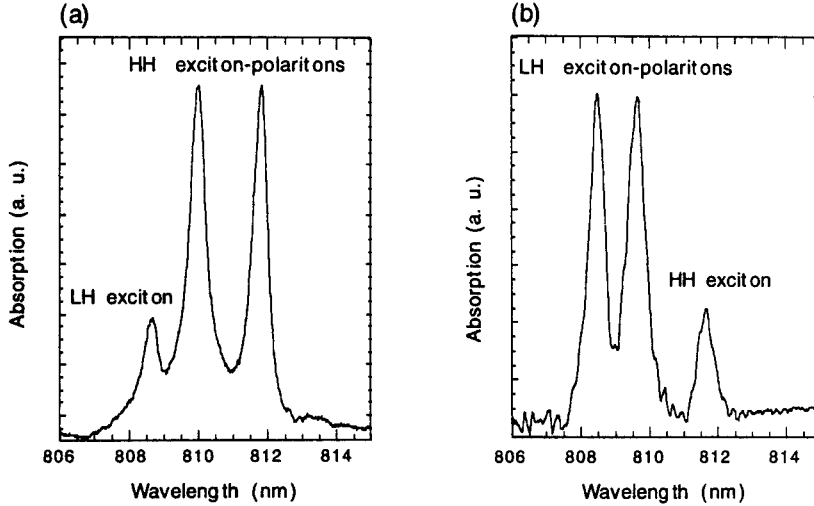 (a)
HH exciton-polaritons
LH exciton
Absorption (a. u.)
806 808 810 812 814
Wavelength (nm)
(b)
LH exciton-polaritons
HH exciton
Absorption (a. u.)
806 808 810 812 814
Wavelength (nm)